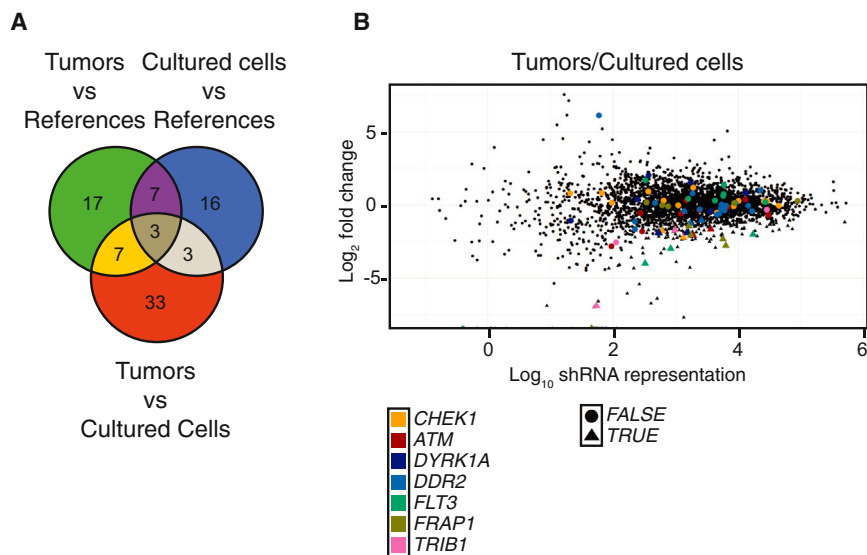 A
Tumors
vs
References
Cultured cells
vs
References
17
7
16
3
7
3
33
Tumors
vs
Cultured Cells
B
Tumors/Cultured cells
Log2 fold change
5
0
-5
0
2
4
6
Log10 shRNA representation
CHEK1
ATM
DYRK1A
DDR2
FLT3
FRAP1
TRIB1
FALSE
TRUE